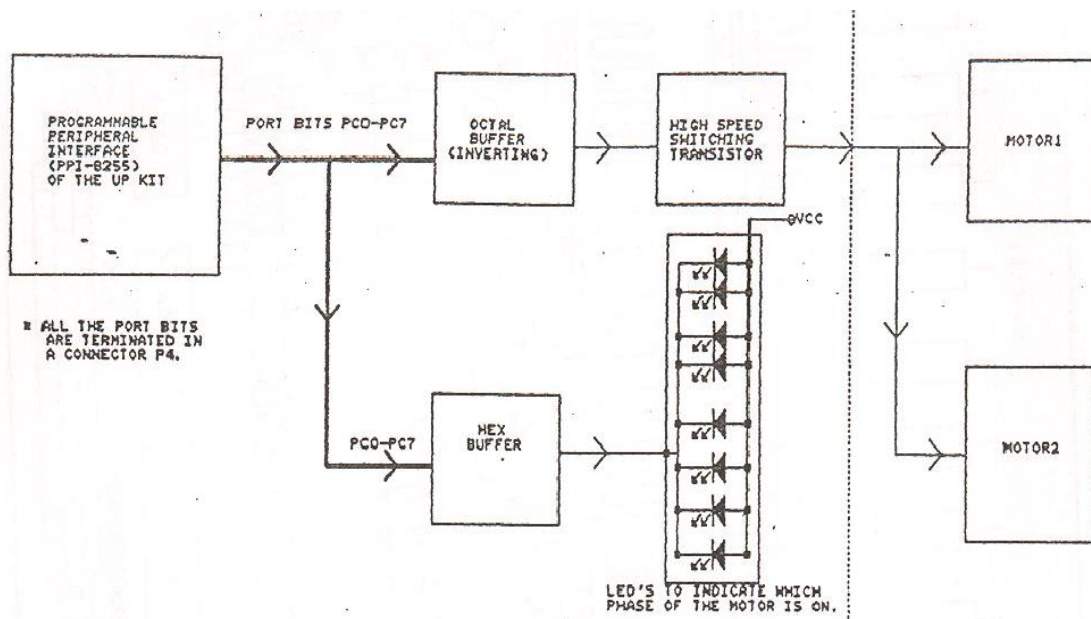 PROGRAMMABLE
PERIPHERAL
INTERFACE
(PPI-8255)
OF THE UP KIT
PORT BITS PC0-PC7
OCTAL
BUFFER
(INVERTING)
HIGH SPEED
SWITCHING
TRANSISTOR
MOTOR1
VCC
* ALL THE PORT BITS
ARE TERMINATED IN
A CONNECTOR P4.
PC0-PC7
HEX
BUFFER
MOTOR2
LED'S TO INDICATE WHICH
PHASE OF THE MOTOR IS ON.